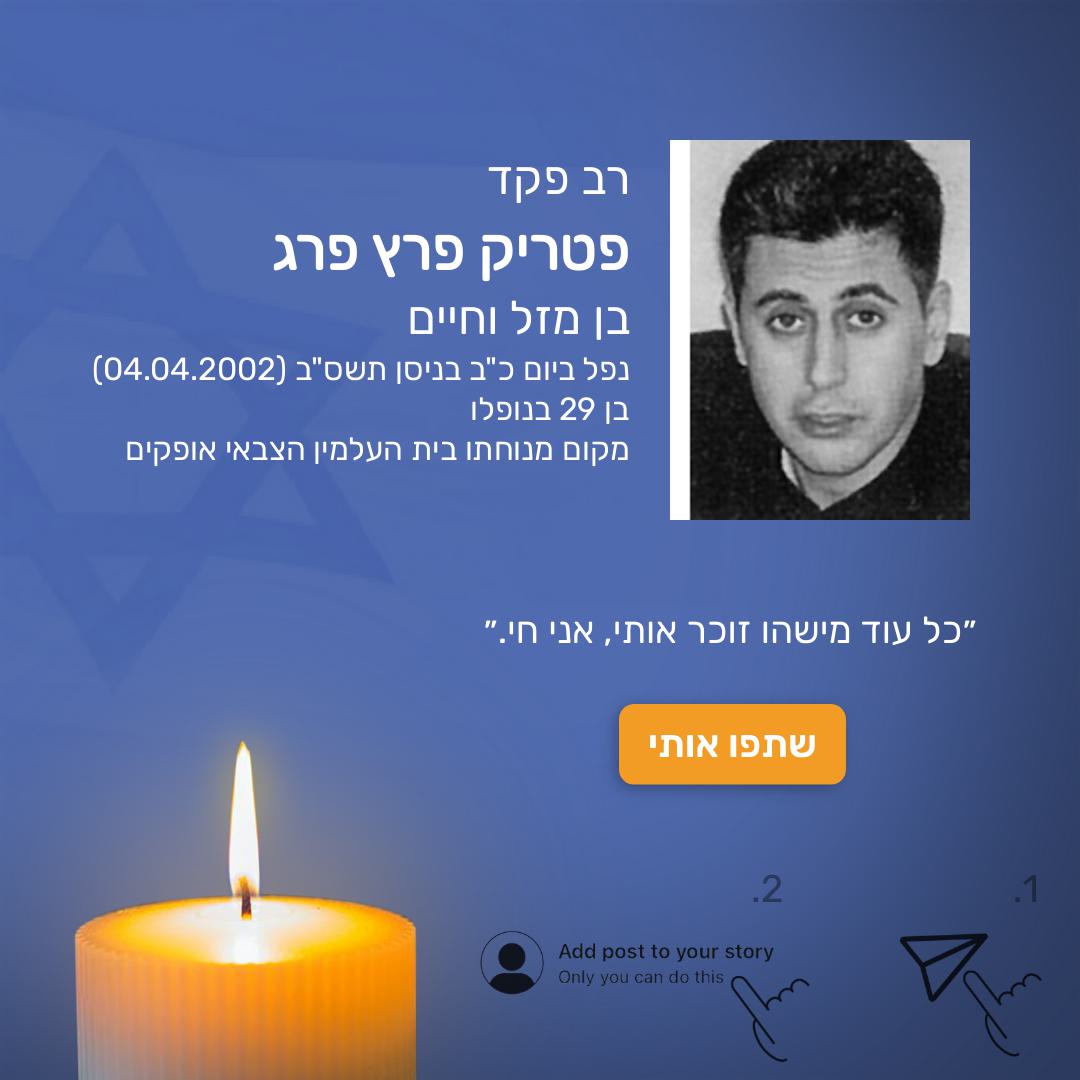 רב פקד
פטריק פרץ פרג
בן מזל וחיים
נפל ביום כ"ב בניסן תשס"ב (04.04.2002)
בן 29 בנופלו
מקום מנוחתו בית העלמין הצבאי אופקים
״כל עוד מישהו זוכר אותי, אני חי.״
שתפו אותי
.1
.2
Add post to your story
Only you can do this